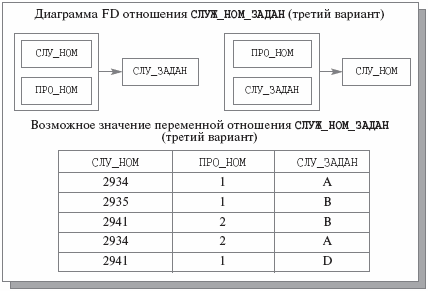 Диаграмма FD отношения СЛУЖ_НОМ_ЗАДАН (третий вариант)
СЛУ_НОМ
ПРО_НОМ
СЛУ_ЗАДАН
ПРО_НОМ
СЛУ_ЗАДАН
СЛУ_НОМ
Возможное значение переменной отношения СЛУЖ_НОМ_ЗАДАН
(третий вариант)
СЛУ_НОМ ПРО_НОМ СЛУ_ЗАДАН
2934 1 A
2935 1 B
2941 2 B
2934 2 A
2941 1 D